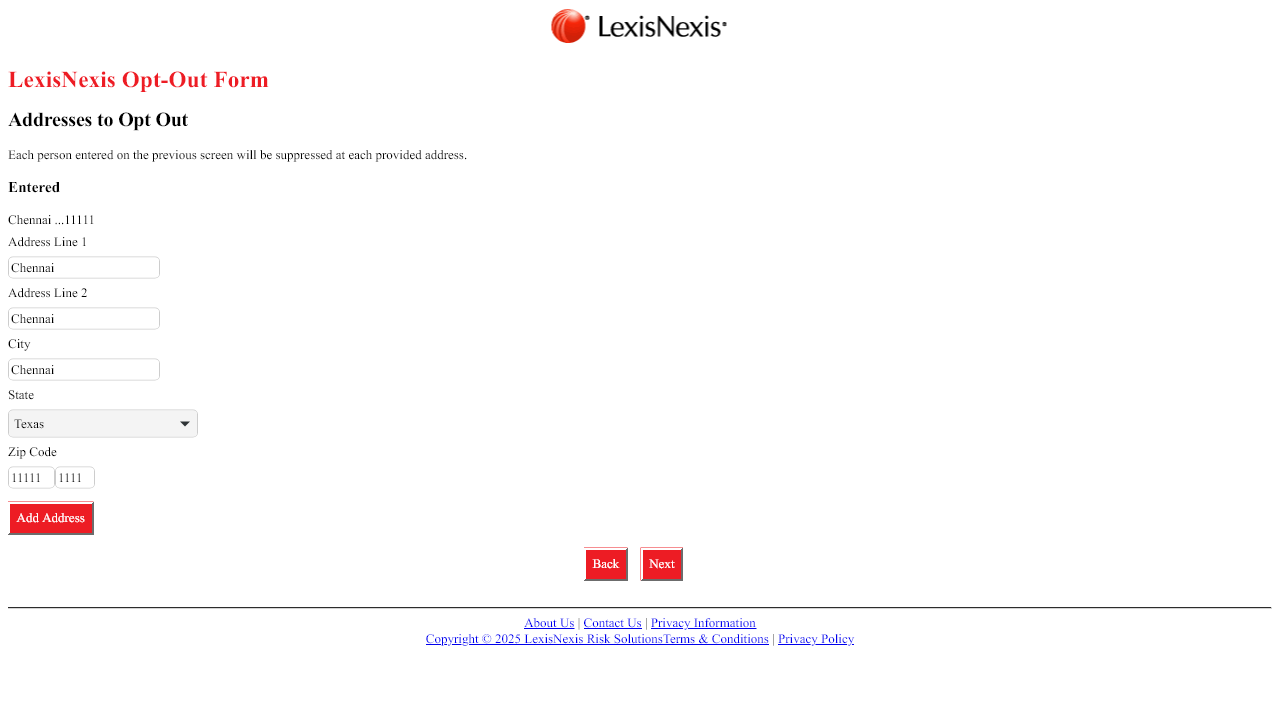 LexisNexis
LexisNexis Opt-Out Form
Addresses to Opt Out
Each person entered on the previous screen will be suppressed at each provided address.
Entered
Chennai ...11111
Address Line 1
Chennai
Address Line 2
Chennai
City
Chennai
State
Texas
Zip Code
11111 1111
Add Address
Back Next
About Us | Contact Us | Privacy Information
Copyright © 2025 LexisNexis Risk SolutionsTerms & Conditions | Privacy Policy